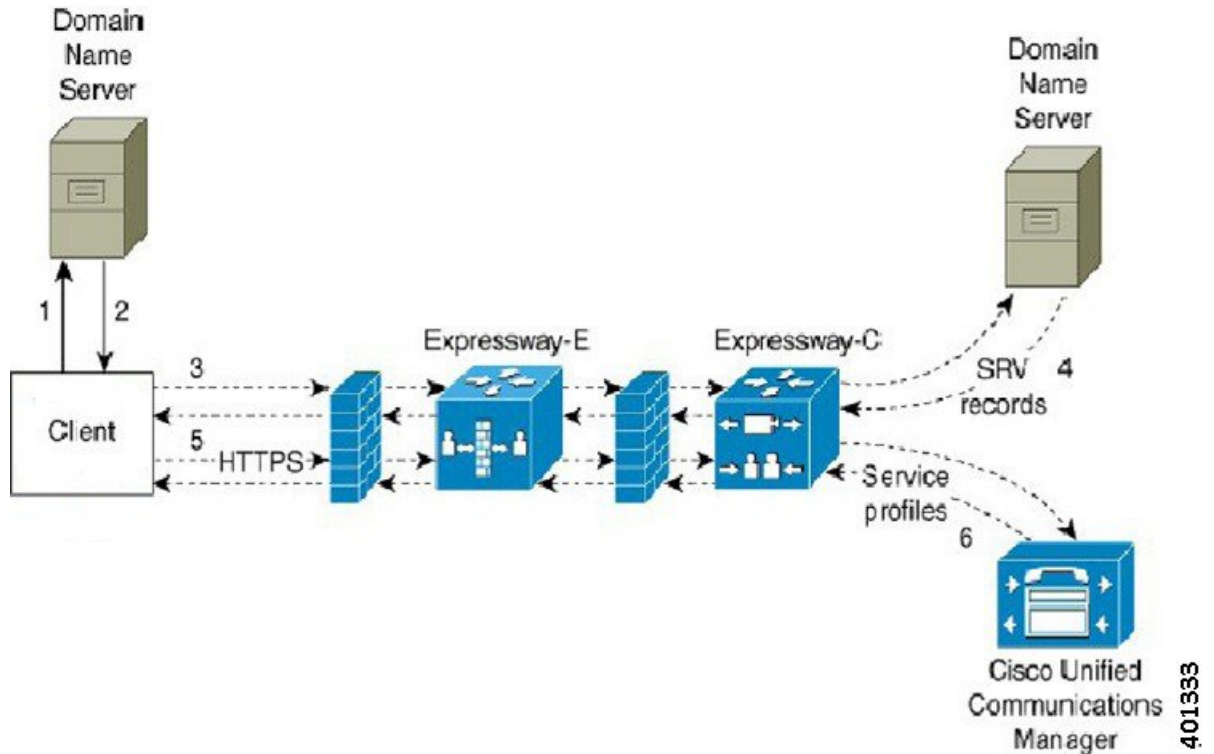 Domain
Name
Server
Domain
Name
Server
1
2
Expressway-E
Expressway-C
3
SRV
records
4
Client
5
HTTPS
Service
profiles
6
Cisco Unified
Communications
Manager
401333